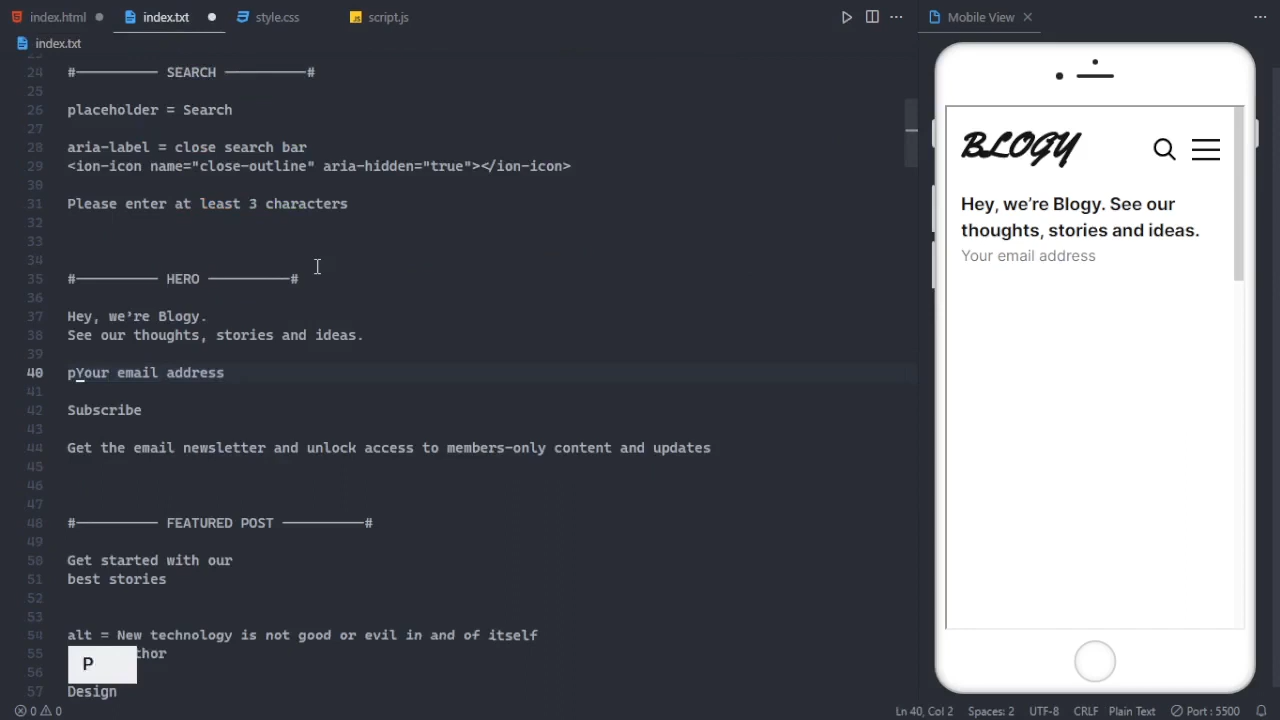 index.html
index.txt
style.css
script.js
Mobile View
index.txt
24 #—————————— SEARCH ——————————#
25
26 placeholder = Search
27
28 aria-label = close search bar
29 <ion-icon name="close-outline" aria-hidden="true"></ion-icon>
30
31 Please enter at least 3 characters
32
33
34
35 #—————————— HERO ——————————#
36
37 Hey, we’re Blogy.
38 See our thoughts, stories and ideas.
39
40 pYour email address
41
42 Subscribe
43
44 Get the email newsletter and unlock access to members-only content and updates
45
46
47
48 #—————————— FEATURED POST ——————————#
49
50 Get started with our
51 best stories
52
53
54 alt = New technology is not good or evil in and of itself
55 thor
56
57 Design
P
BLOGY
Hey, we’re Blogy. See our
thoughts, stories and ideas.
Your email address
0 0
Ln 40, Col 2 Spaces: 2 UTF-8 CRLF Plain Text Port : 5500